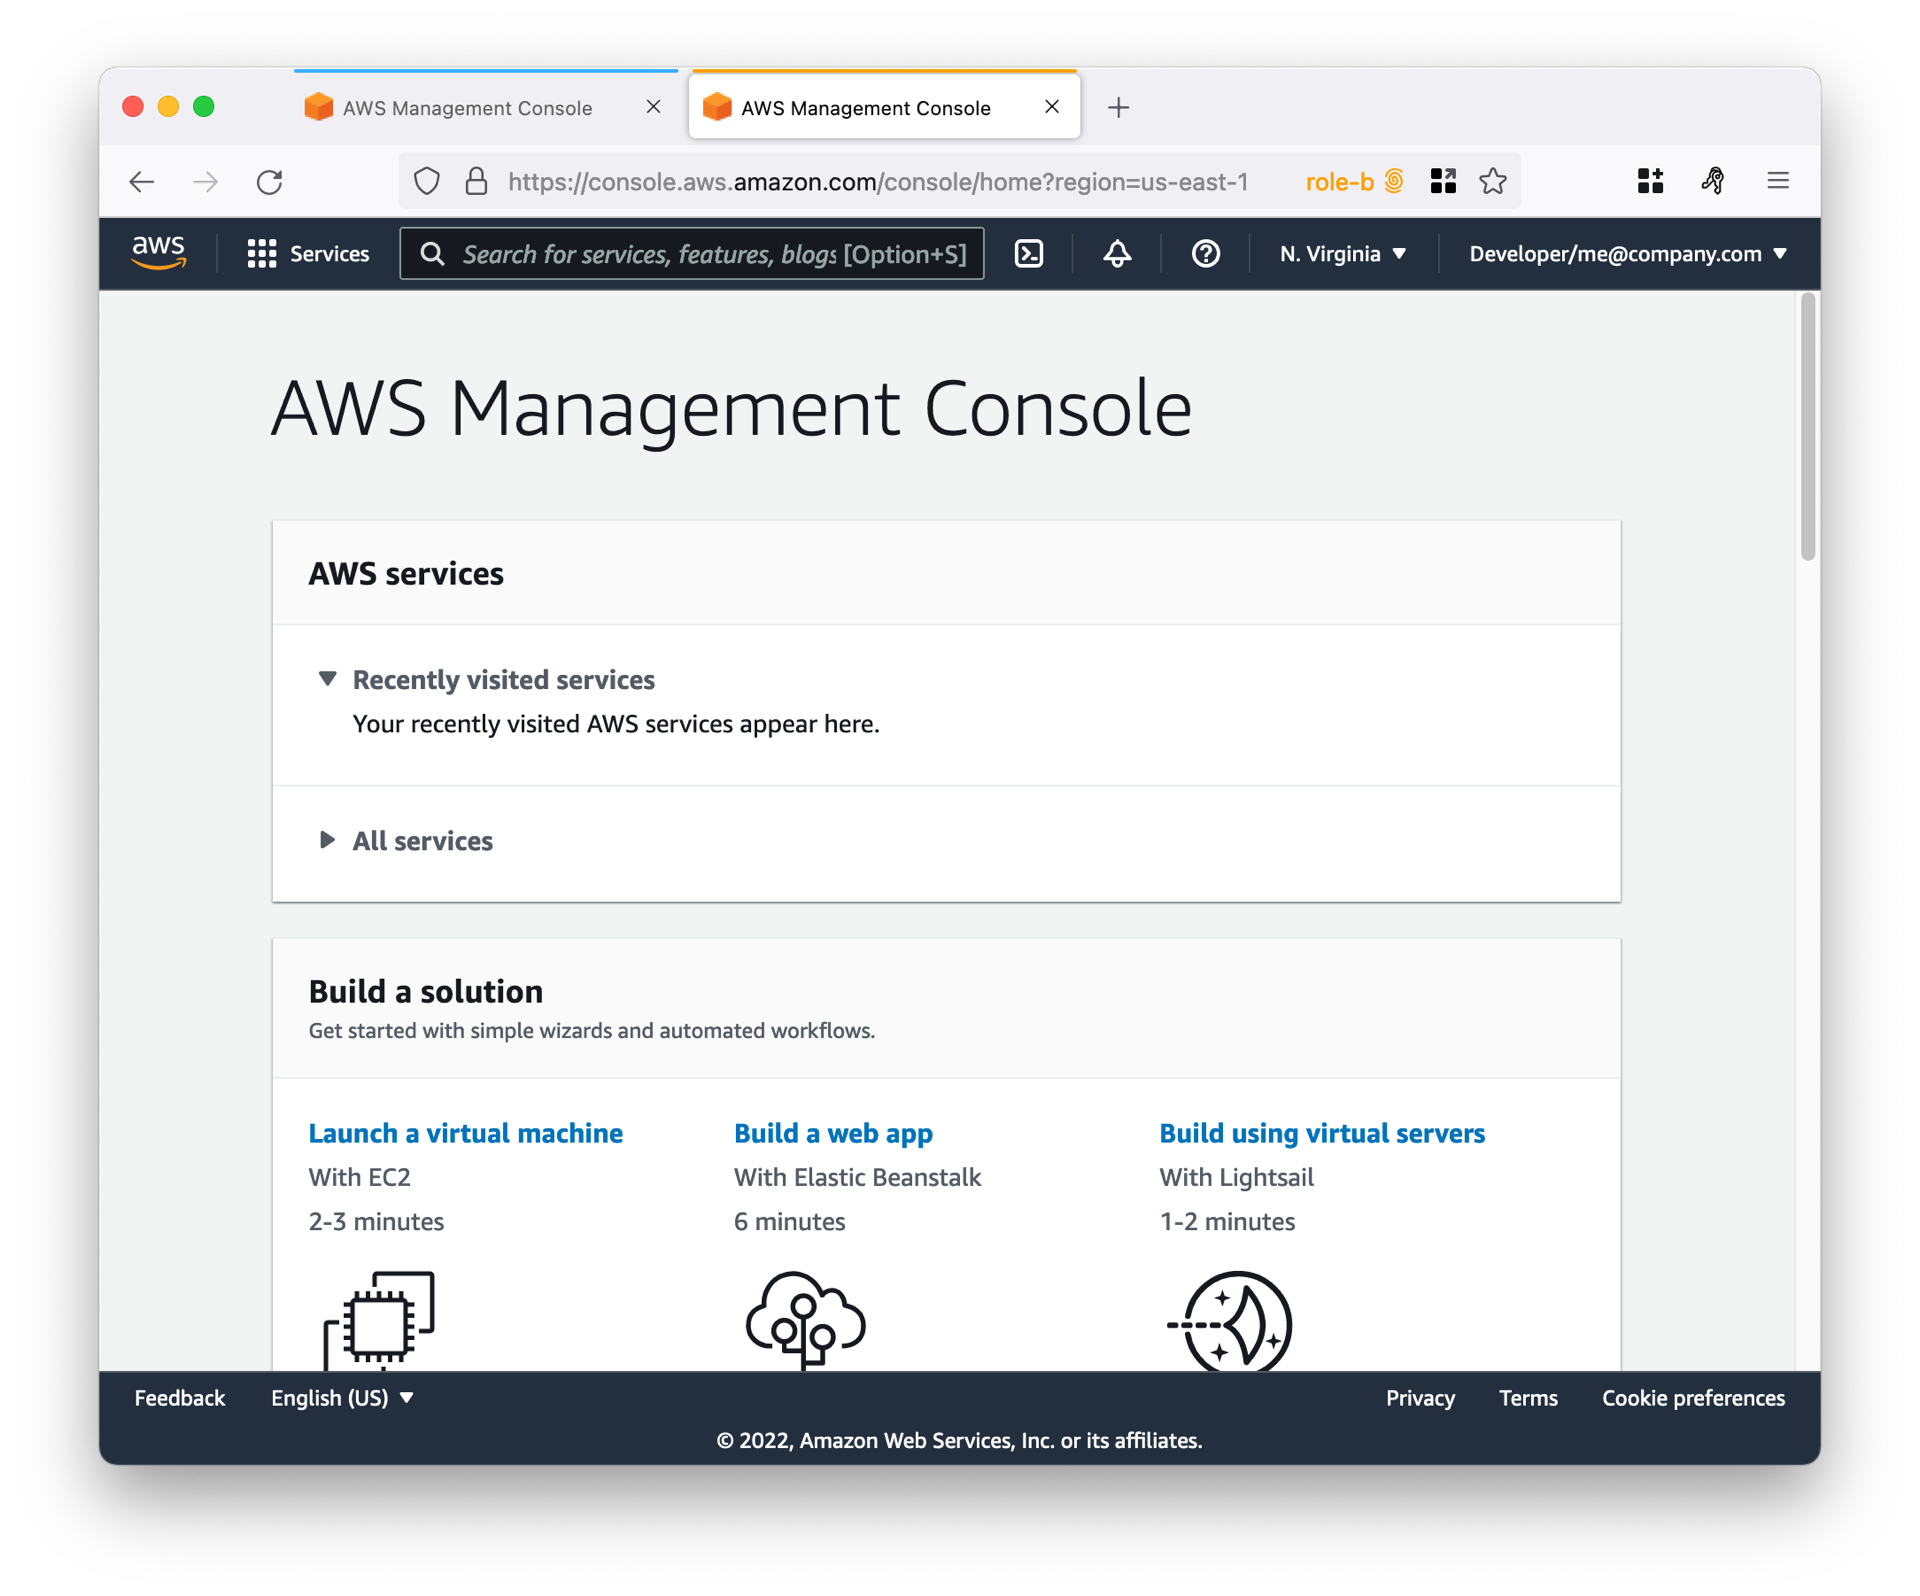 AWS Management Console
AWS Management Console
https://console.aws.amazon.com/console/home?region=us-east-1
role-b
aws
Services
Search for services, features, blogs [Option+S]
N. Virginia
Developer/me@company.com
AWS Management Console
AWS services
Recently visited services
Your recently visited AWS services appear here.
All services
Build a solution
Get started with simple wizards and automated workflows.
Launch a virtual machine
With EC2
2-3 minutes
Build a web app
With Elastic Beanstalk
6 minutes
Build using virtual servers
With Lightsail
1-2 minutes
Feedback
English (US)
Privacy
Terms
Cookie preferences
© 2022, Amazon Web Services, Inc. or its affiliates.